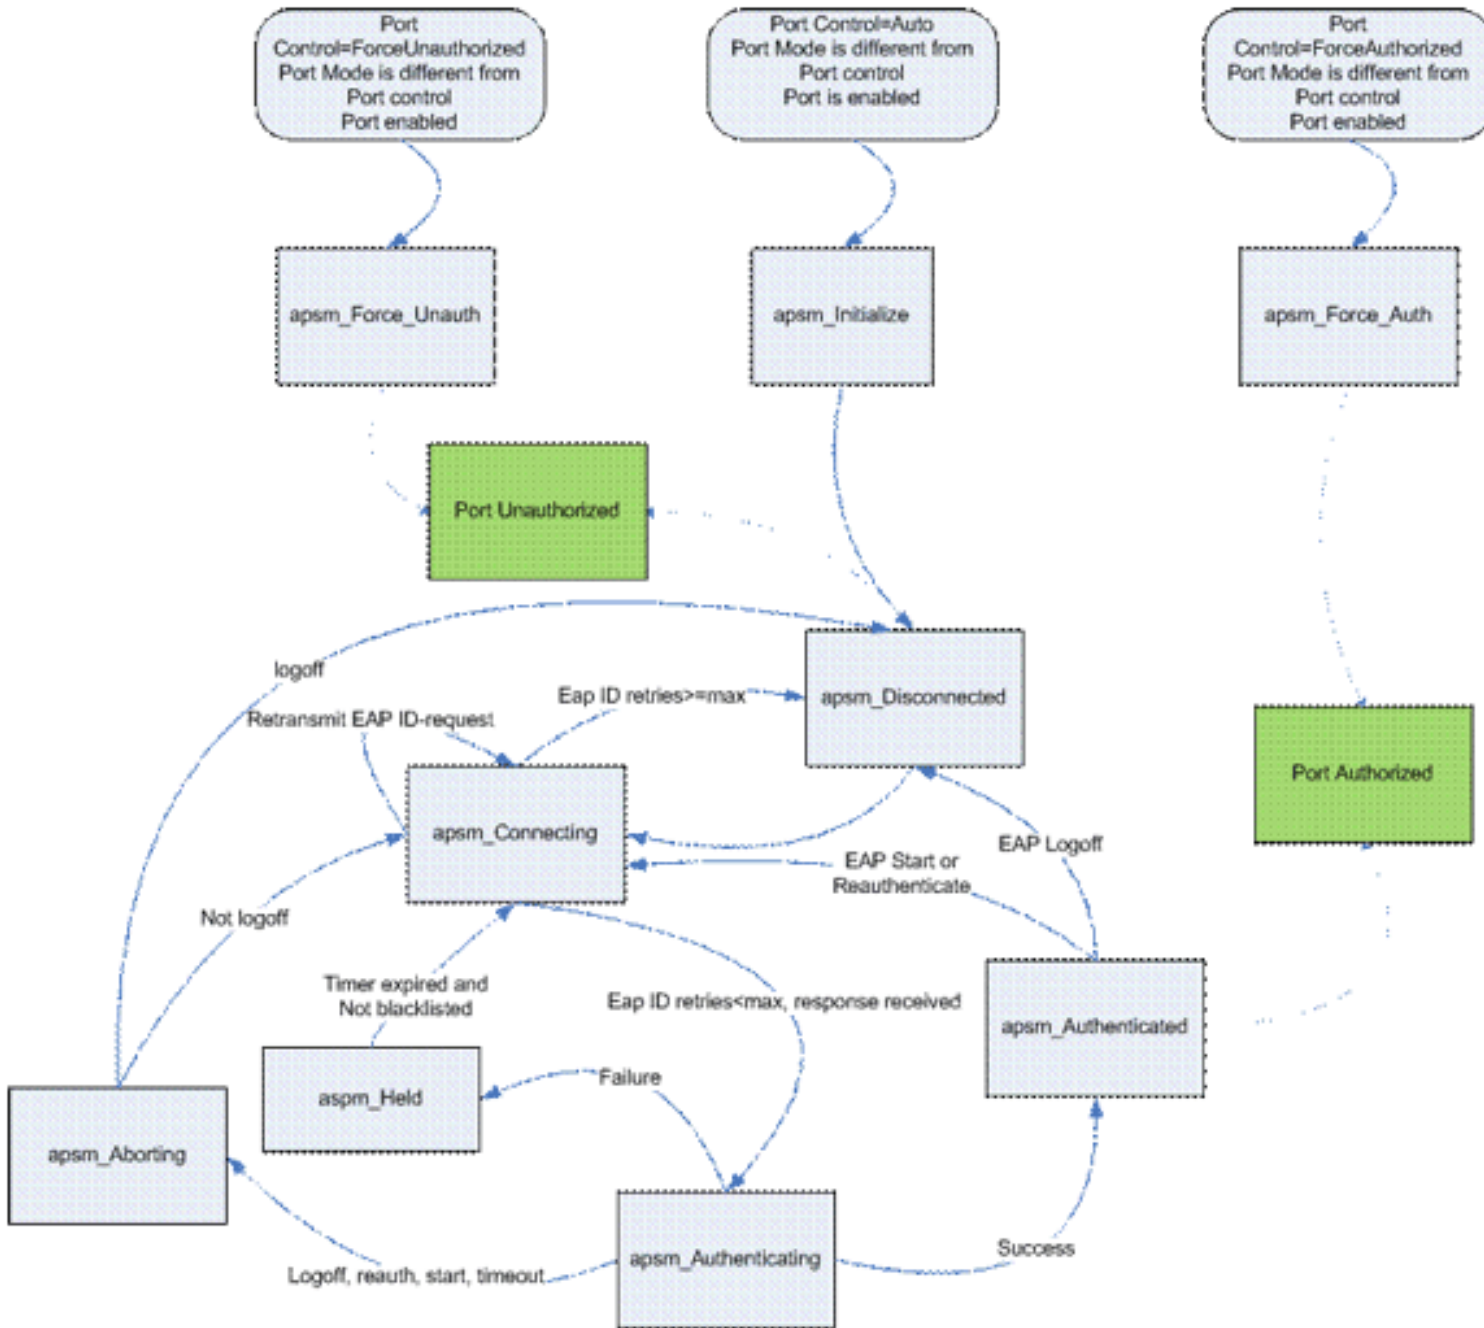 Port
Control=ForceUnauthorized
Port Mode is different from
Port control
Port enabled
Port Control=Auto
Port Mode is different from
Port control
Port is enabled
Port
Control=ForceAuthorized
Port Mode is different from
Port control
Port enabled
apsm_Force_Unauth
apsm_Initialize
apsm_Force_Auth
Port Unauthorized
logoff
Eap ID retries>=max
apsm_Disconnected
Retransmit EAP ID-request
Port Authorized
apsm_Connecting
EAP Logoff
EAP Start or
Reauthenticate
Not logoff
Timer expired and
Not blacklisted
Eap ID retries<max, response received
apsm_Authenticated
Failure
aspm_Held
apsm_Aborting
apsm_Authenticating
Success
Logoff, reauth, start, timeout